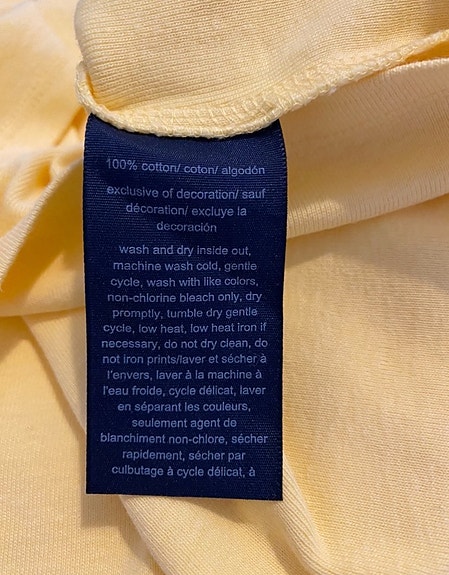 100% cotton/ coton/ algodón
exclusive of decoration/ sauf
décoration/ excluye la
decoración
wash and dry inside out,
machine wash cold, gentle
cycle, wash with like colors,
non-chlorine bleach only, dry
promptly, tumble dry gentle
cycle, low heat, low heat iron if
necessary, do not dry clean, do
not iron prints/laver et sécher à
l'envers, laver à la machine à
l'eau froide, cycle délicat, laver
en séparant les couleurs,
seulement agent de
blanchiment non-chlore, sécher
rapidement, sécher par
culbutage à cycle délicat, à